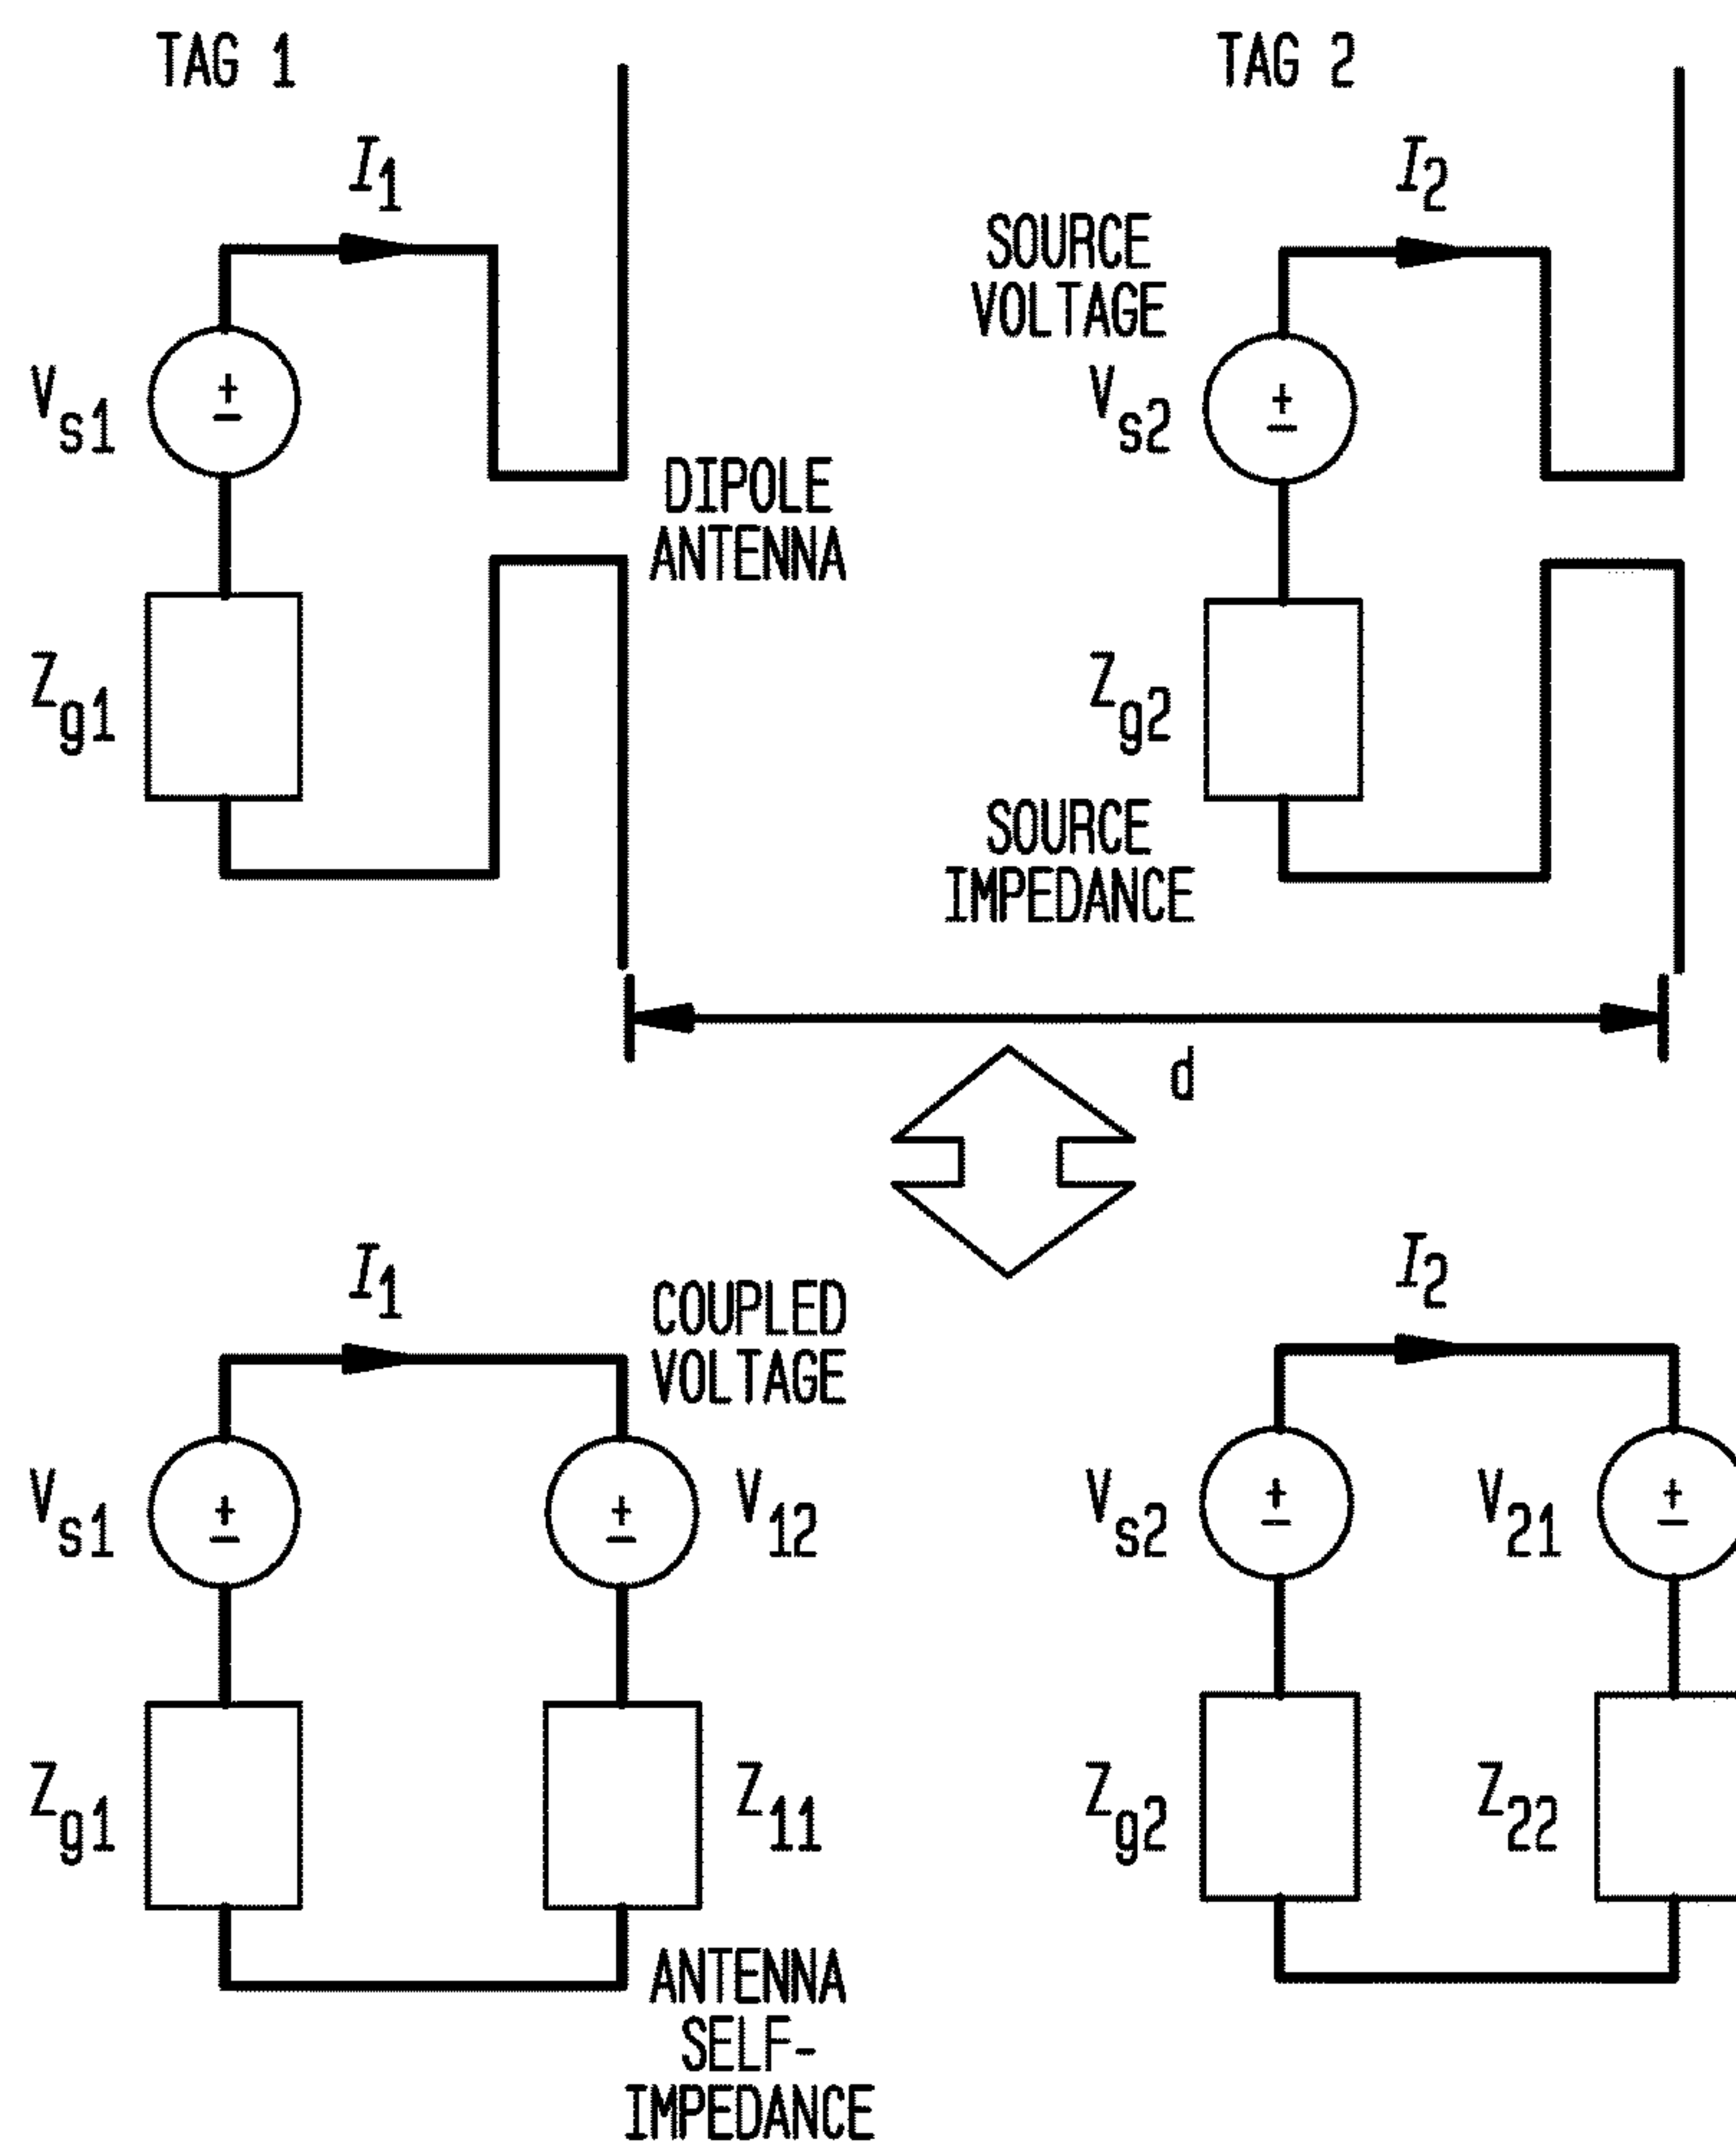 TAG 1
TAG 2
I1
I2
SOURCE
VOLTAGE
+
−
+
−
Vs1
Vs2
DIPOLE
ANTENNA
Zg1
Zg2
SOURCE
IMPEDANCE
d
I1
I2
COUPLED
VOLTAGE
Vs1
+
−
+
−
V12
Vs2
+
−
V21
+
−
Zg1
Z11
Zg2
Z22
ANTENNA
SELF-
IMPEDANCE